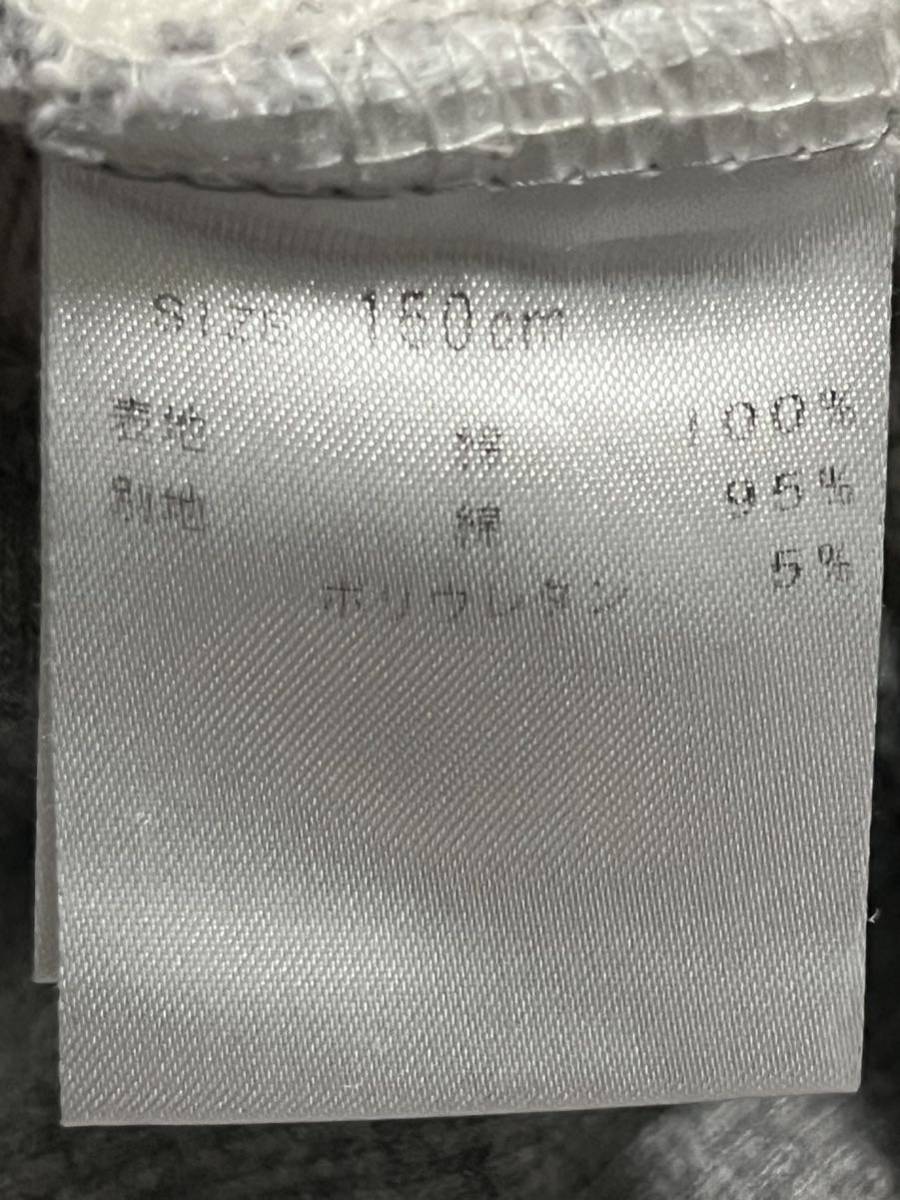 SIZE 150cm
表地 綿 100%
別地 綿 95%
ポリウレタン 5%